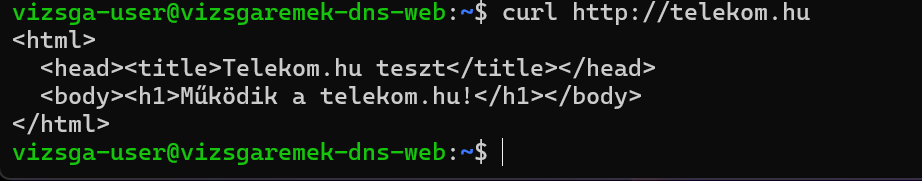 vizsga-user@vizsgaremek-dns-web:~$ curl http://telekom.hu
<html>
  <head><title>Telekom.hu teszt</title></head>
  <body><h1>Működik a telekom.hu!</h1></body>
</html>
vizsga-user@vizsgaremek-dns-web:~$